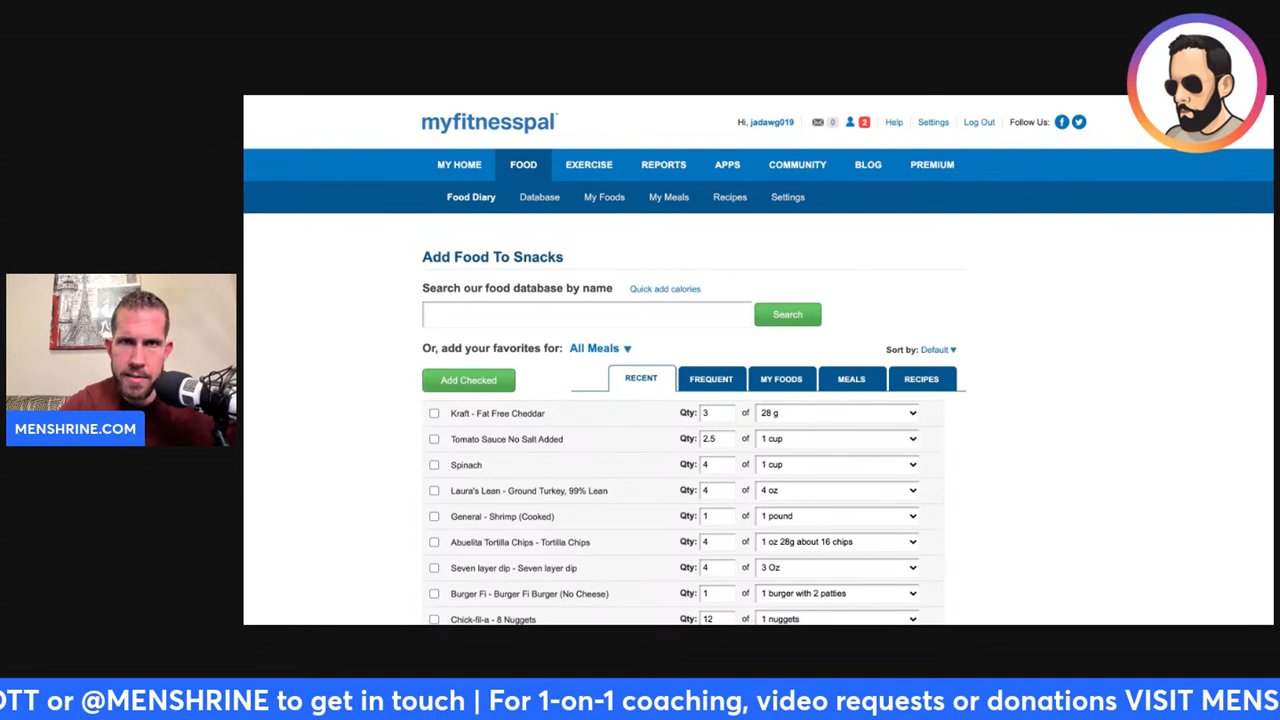 myfitnesspal
Hi, jadawg019 0 2 Help Settings Log Out Follow Us:
MY HOME FOOD EXERCISE REPORTS APPS COMMUNITY BLOG PREMIUM
Food Diary Database My Foods My Meals Recipes Settings
Add Food To Snacks
Search our food database by name Quick add calories
Search
Or, add your favorites for: All Meals Sort by: Default
Add Checked RECENT FREQUENT MY FOODS MEALS RECIPES
Kraft - Fat Free Cheddar Qty: 3 of 28 g
Tomato Sauce No Salt Added Qty: 2.5 of 1 cup
Spinach Qty: 4 of 1 cup
Laura's Lean - Ground Turkey, 99% Lean Qty: 4 of 4 oz
General - Shrimp (Cooked) Qty: 1 of 1 pound
Abuelita Tortilla Chips - Tortilla Chips Qty: 4 of 1 oz 28g about 16 chips
Seven layer dip - Seven layer dip Qty: 4 of 3 Oz
Burger Fi - Burger Fi Burger (No Cheese) Qty: 1 of 1 burger with 2 patties
Chick-fil-a - 8 Nuggets Qty: 12 of 1 nuggets
MENSHRINE.COM
OTT or @MENSHRINE to get in touch | For 1-on-1 coaching, video requests or donations VISIT MENS